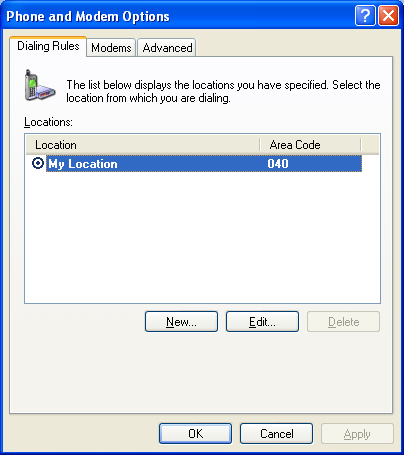 Phone and Modem Options
Dialing Rules Modems Advanced
The list below displays the locations you have specified. Select the
location from which you are dialing.
Locations:
Location Area Code
My Location 040
New... Edit... Delete
OK Cancel Apply